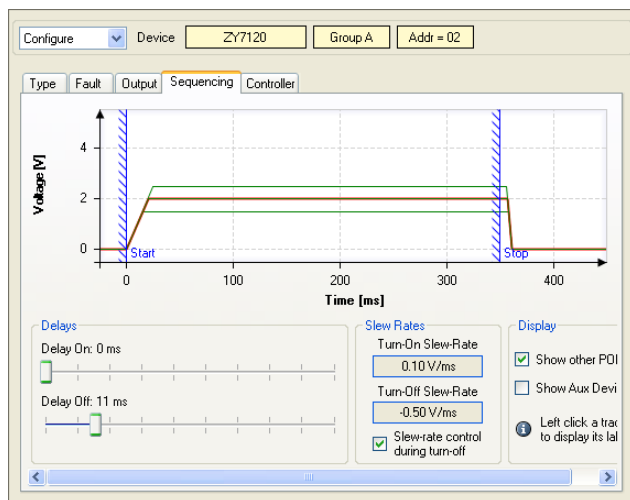 Configure Device ZY7120 Group A Addr = 02
Type Fault Output Sequencing Controller
Voltage [V]
4
2
0
Start
Stop
0 100 200 300 400
Time [ms]
Delays
Delay On: 0 ms
Delay Off: 11 ms
Slew Rates
Turn-On Slew-Rate
0.10 V/ms
Turn-Off Slew-Rate
-0.50 V/ms
Slew-rate control
during turn-off
Display
Show other POI
Show Aux Devi
Left click a trac
to display its lal